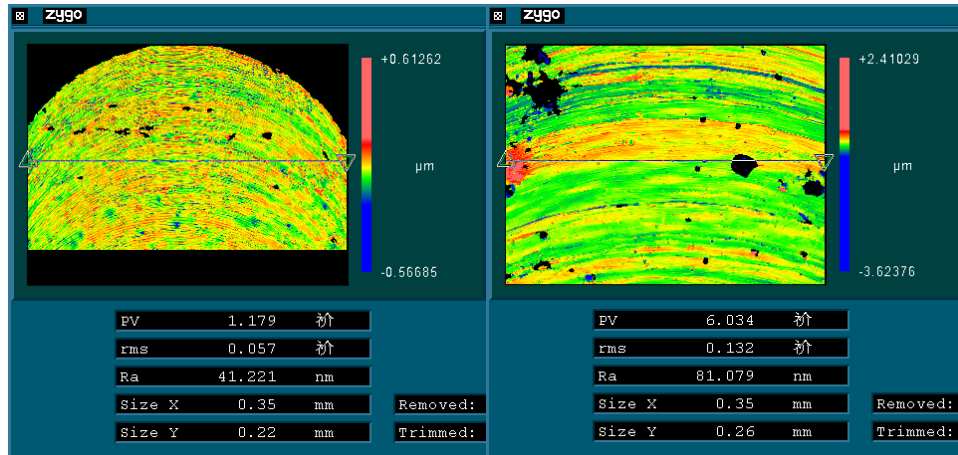 zygo
+0.61262
µm
-0.56685
PV 1.179 祄
rms 0.057 祄
Ra 41.221 nm
Size X 0.35 mm
Size Y 0.22 mm
Removed:
Trimmed:
zygo
+2.41029
µm
-3.62376
PV 6.034 祄
rms 0.132 祄
Ra 81.079 nm
Size X 0.35 mm
Size Y 0.26 mm
Removed:
Trimmed: